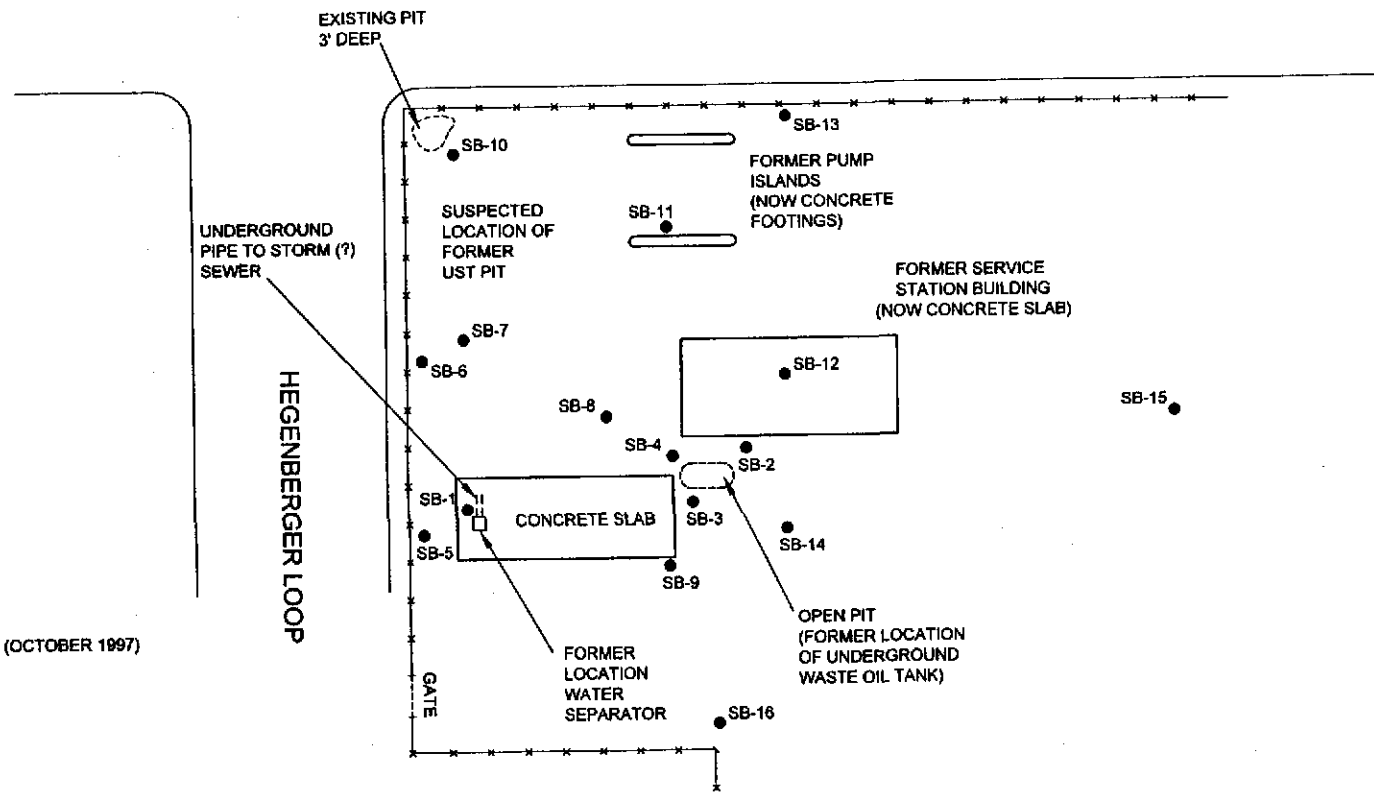 EXISTING PIT
3' DEEP
SB-13
SB-10
FORMER PUMP
ISLANDS
(NOW CONCRETE
FOOTINGS)
SUSPECTED
LOCATION OF
FORMER
UST PIT
SB-11
UNDERGROUND
PIPE TO STORM (?)
SEWER
FORMER SERVICE
STATION BUILDING
(NOW CONCRETE SLAB)
SB-7
SB-6
SB-12
SB-15
SB-8
SB-4
SB-2
HEGENBERGER LOOP
SB-1
CONCRETE SLAB
SB-3
SB-14
SB-5
SB-9
OPEN PIT
(FORMER LOCATION
OF UNDERGROUND
WASTE OIL TANK)
(OCTOBER 1997)
FORMER
LOCATION
WATER
SEPARATOR
GATE
SB-16